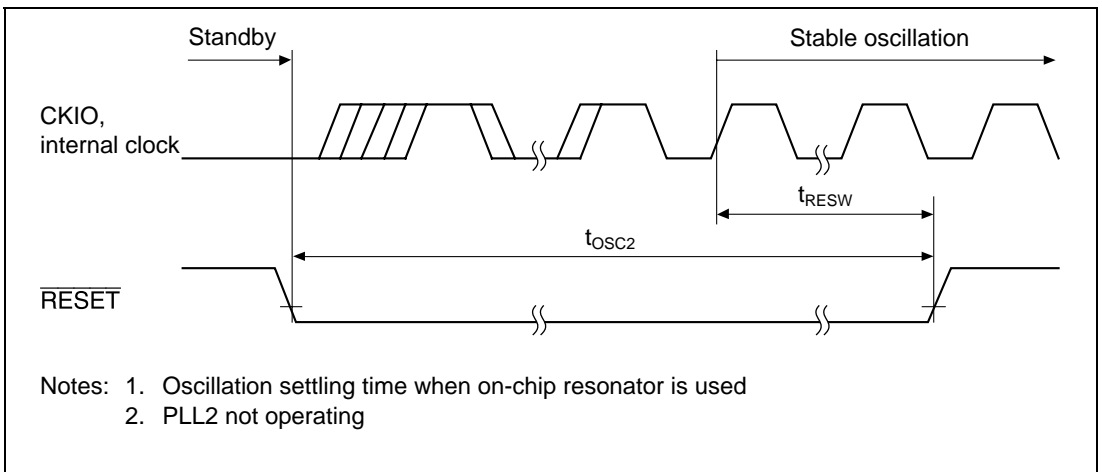 Standby
Stable oscillation
CKIO,
internal clock
tRESW
tOSC2
RESET
Notes: 1. Oscillation settling time when on-chip resonator is used
2. PLL2 not operating